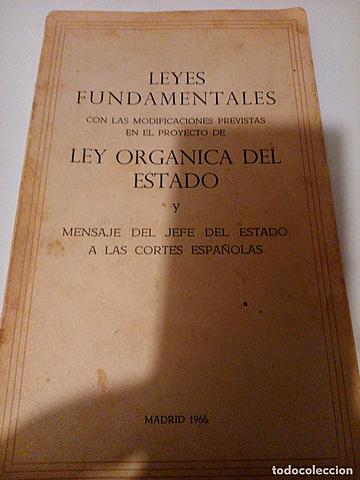 LEYES
FUNDAMENTALES
CON LAS MODIFICACIONES PREVISTAS
EN EL PROYECTO DE
LEY ORGANICA DEL
ESTADO
y
MENSAJE DEL JEFE DEL ESTADO
A LAS CORTES ESPAÑOLAS
MADRID 1966
todocoleccion